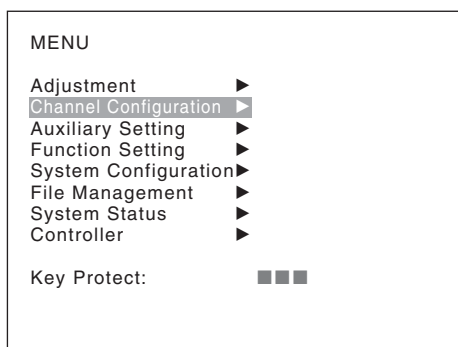 MENU
Adjustment ▶
Channel Configuration ▶
Auxiliary Setting ▶
Function Setting ▶
System Configuration▶
File Management ▶
System Status ▶
Controller ▶
Key Protect: ■■■